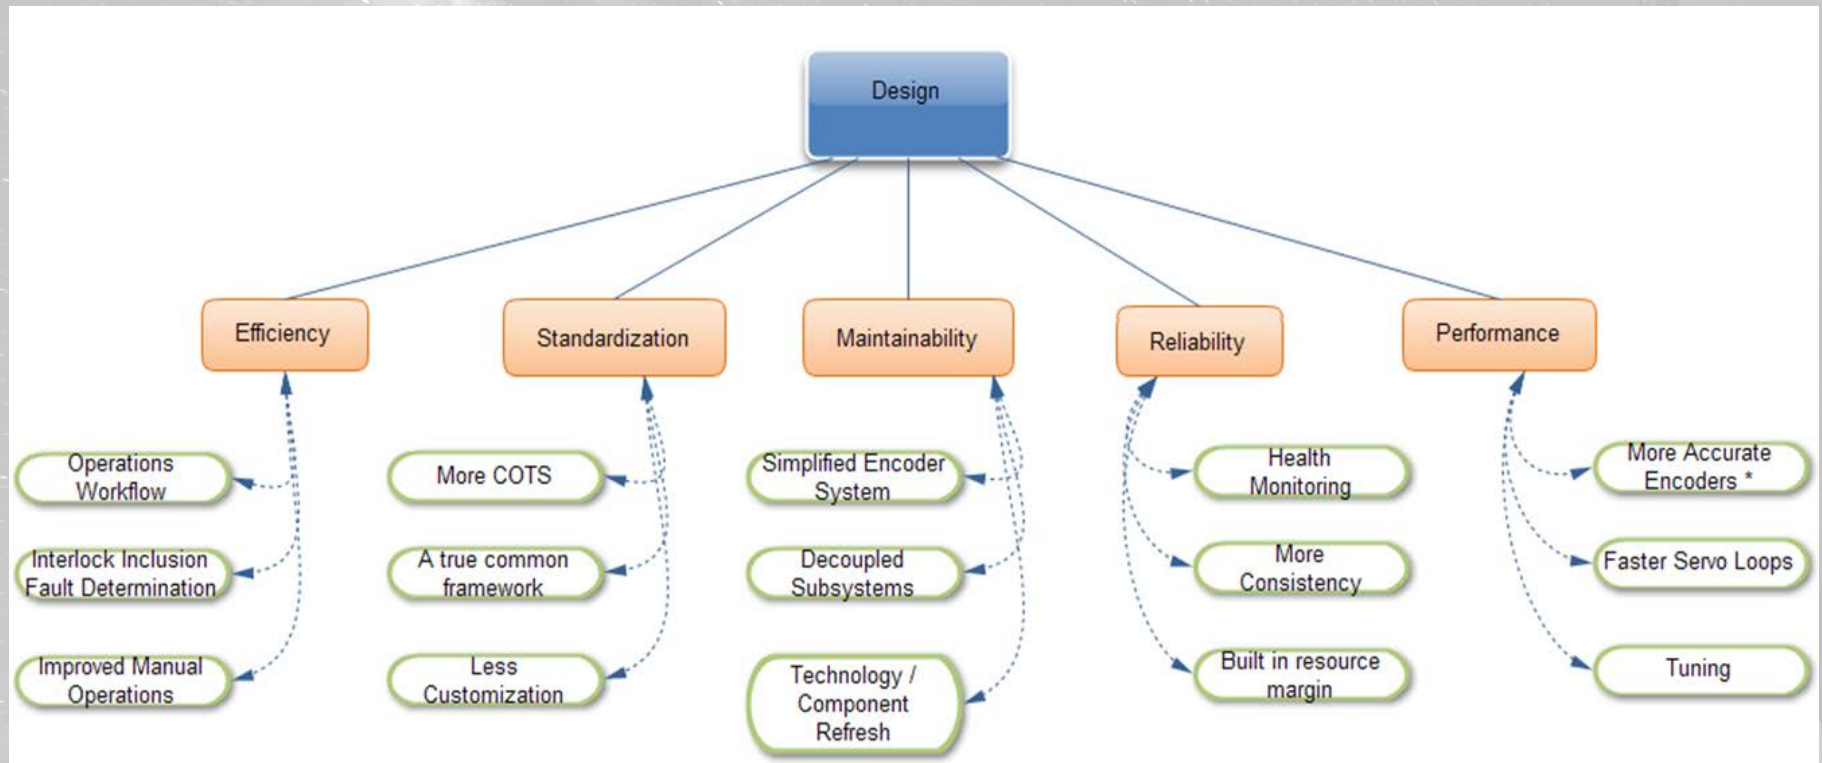 Design
Efficiency
Standardization
Maintainability
Reliability
Performance
Operations
Workflow
Interlock Inclusion
Fault Determination
Improved Manual
Operations
More COTS
A true common
framework
Less
Customization
Simplified Encoder
System
Decoupled
Subsystems
Technology /
Component
Refresh
Health
Monitoring
More
Consistency
Built in resource
margin
More Accurate
Encoders *
Faster Servo Loops
Tuning